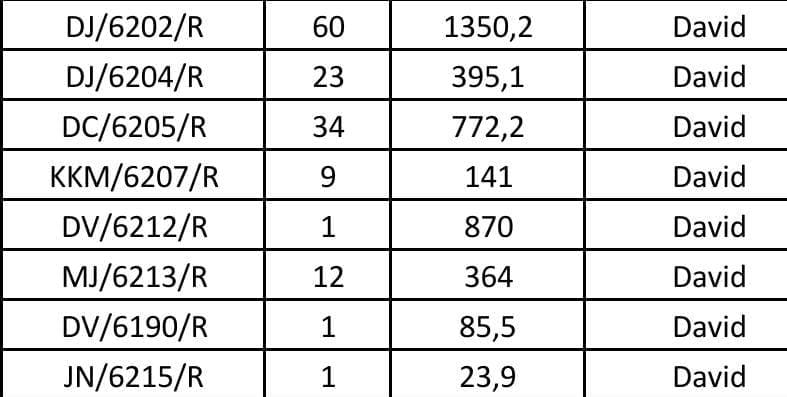 DJ/6202/R 60 1350,2 David
DJ/6204/R 23 395,1 David
DC/6205/R 34 772,2 David
KKM/6207/R 9 141 David
DV/6212/R 1 870 David
MJ/6213/R 12 364 David
DV/6190/R 1 85,5 David
JN/6215/R 1 23,9 David